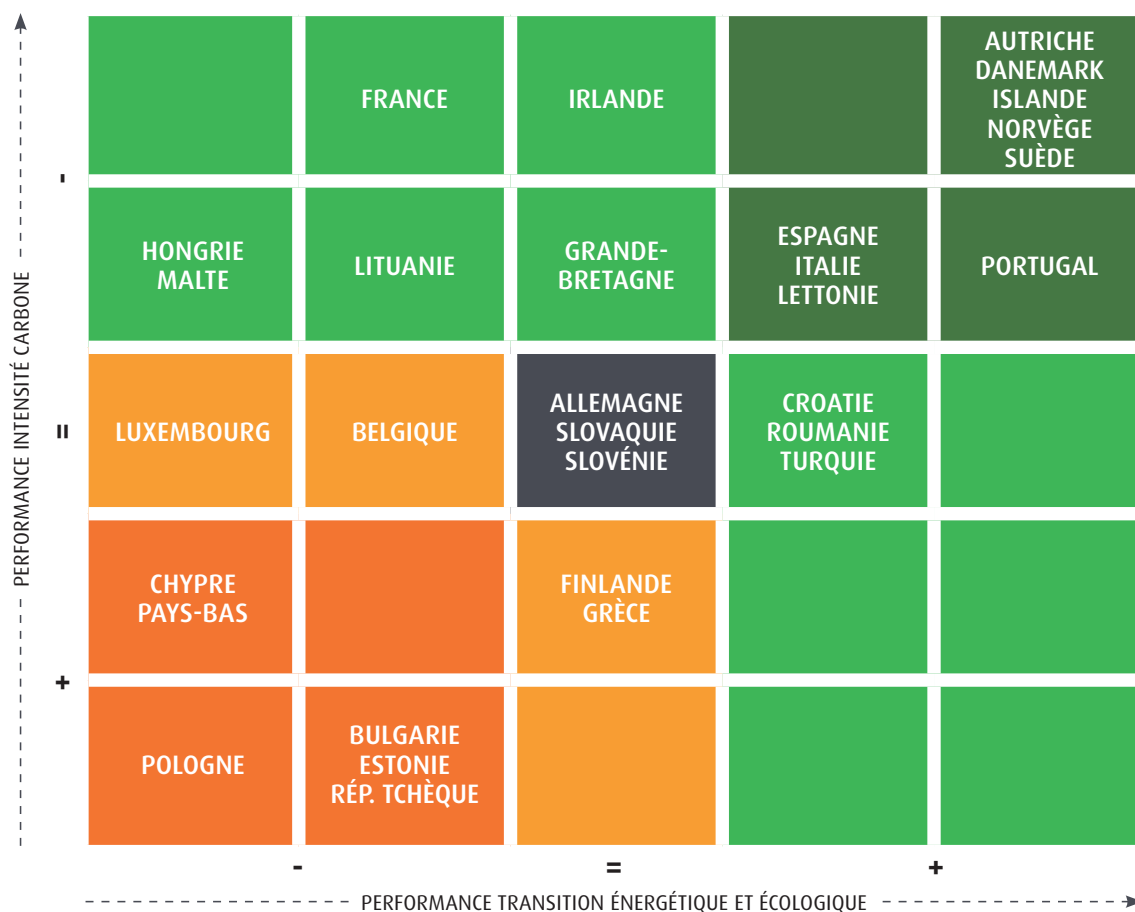 PERFORMANCE INTENSITÉ CARBONE
-
=
+
FRANCE
IRLANDE
AUTRICHE
DANEMARK
ISLANDE
NORVÈGE
SUÈDE
HONGRIE
MALTE
LITUANIE
GRANDE-
BRETAGNE
ESPAGNE
ITALIE
LETTONIE
PORTUGAL
LUXEMBOURG
BELGIQUE
ALLEMAGNE
SLOVAQUIE
SLOVÉNIE
CROATIE
ROUMANIE
TURQUIE
CHYPRE
PAYS-BAS
FINLANDE
GRÈCE
POLOGNE
BULGARIE
ESTONIE
RÉP. TCHÈQUE
- = +
PERFORMANCE TRANSITION ÉNERGÉTIQUE ET ÉCOLOGIQUE